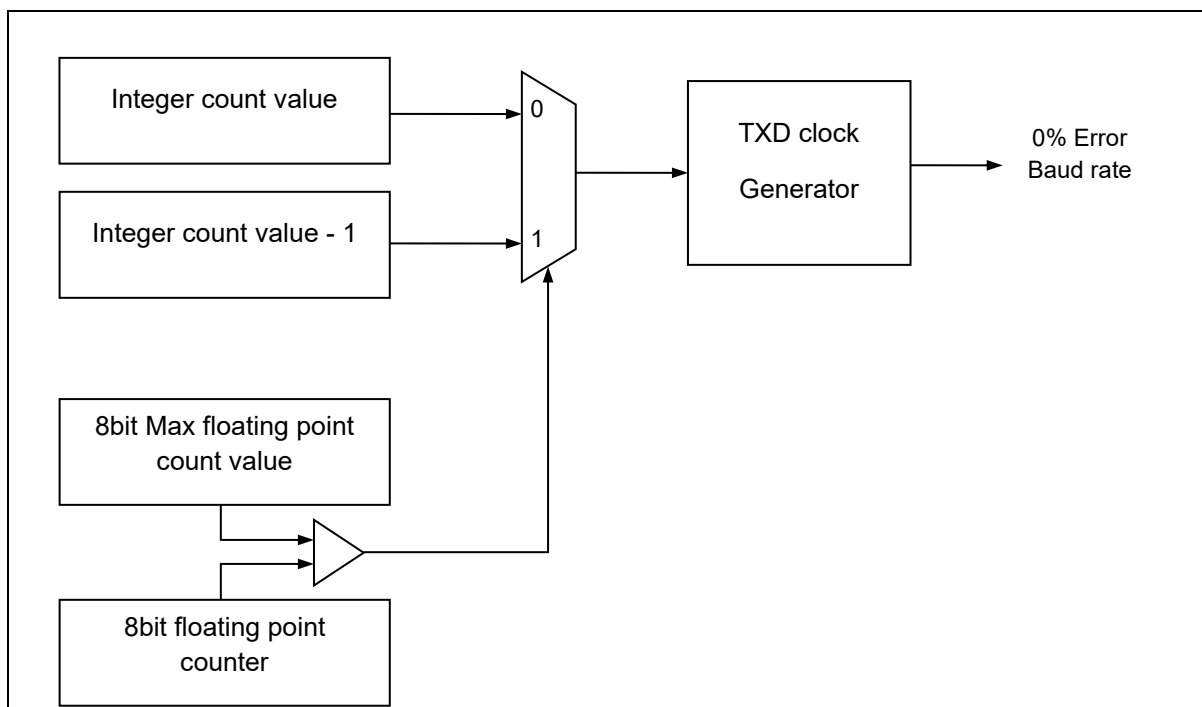 Integer count value
0
TXD clock
Generator
0% Error
Baud rate
Integer count value - 1
1
8bit Max floating point
count value
8bit floating point
counter